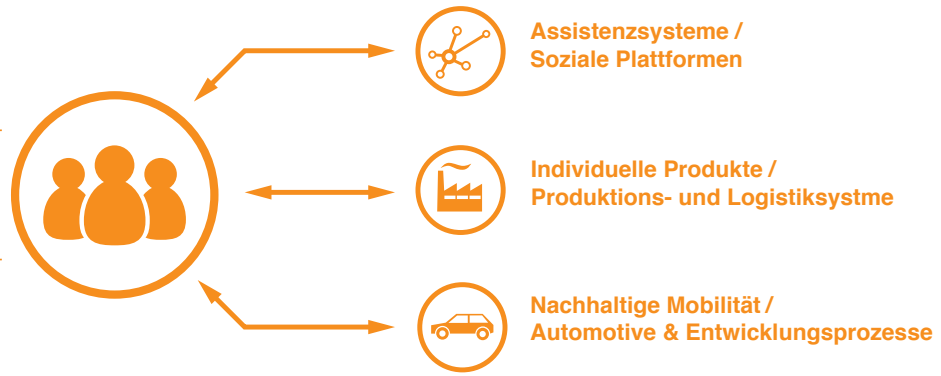 Assistenzsysteme /
Soziale Plattformen
Individuelle Produkte /
Produktions- und Logistiksystme
Nachhaltige Mobilität /
Automotive & Entwicklungsprozesse